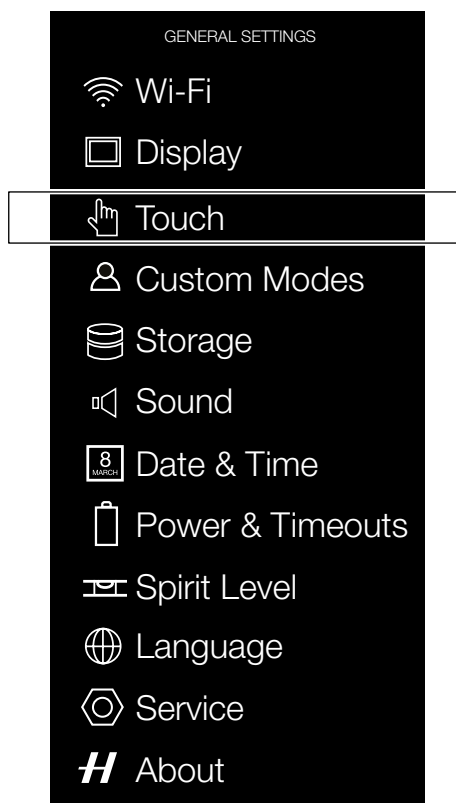 GENERAL SETTINGS
Wi-Fi
Display
Touch
Custom Modes
Storage
Sound
8
MARCH
Date & Time
Power & Timeouts
Spirit Level
Language
Service
H About